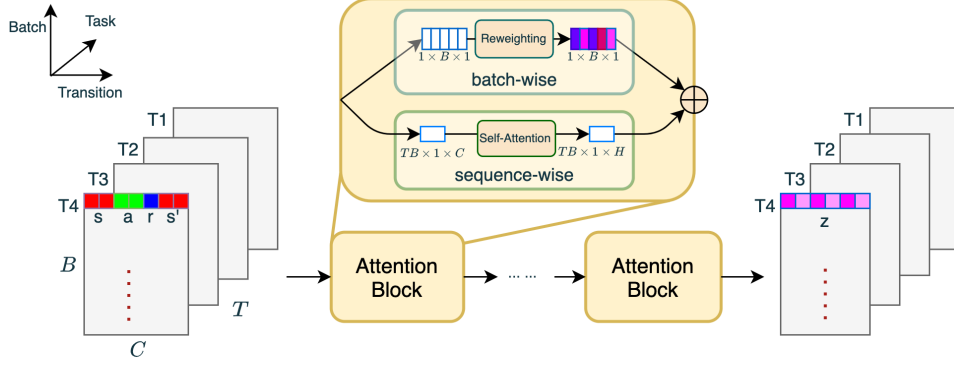 Batch
Task
Transition
T1
T2
T3
T4
s a r s'
B
T
C
Reweighting
1 × B × 1
1 × B × 1
batch-wise
Self-Attention
TB × 1 × C
TB × 1 × H
sequence-wise
Attention
Block
... ...
Attention
Block
T1
T2
T3
T4
z